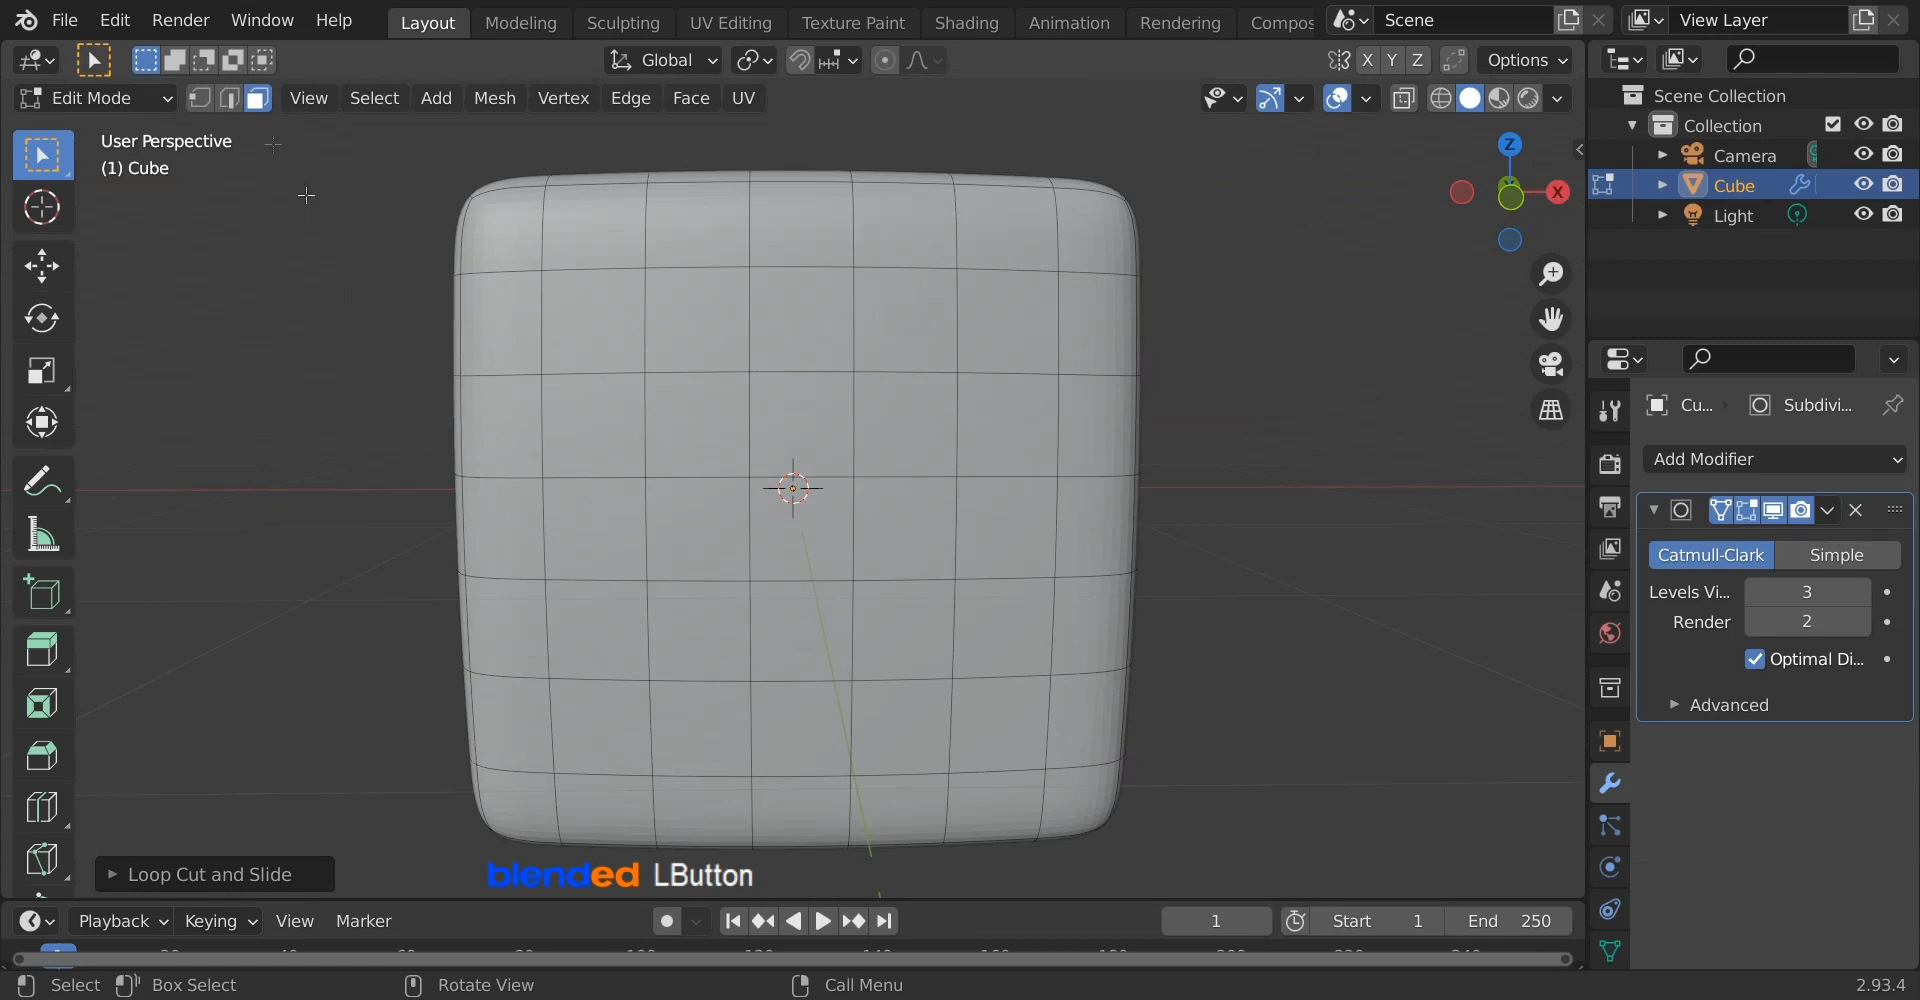 File Edit Render Window Help Layout Modeling Sculpting UV Editing Texture Paint Shading Animation Rendering Compos Scene View Layer
Global X Y Z Options
Edit Mode View Select Add Mesh Vertex Edge Face UV
User Perspective
(1) Cube
Z
X
Scene Collection
Collection
Camera
Cube
Light
Cu... Subdivi...
Add Modifier
Catmull-Clark Simple
Levels Vi... 3
Render 2
Optimal Di...
Advanced
Loop Cut and Slide
blended LButton
Playback Keying View Marker 1 Start 1 End 250
Select Box Select Rotate View Call Menu 2.93.4